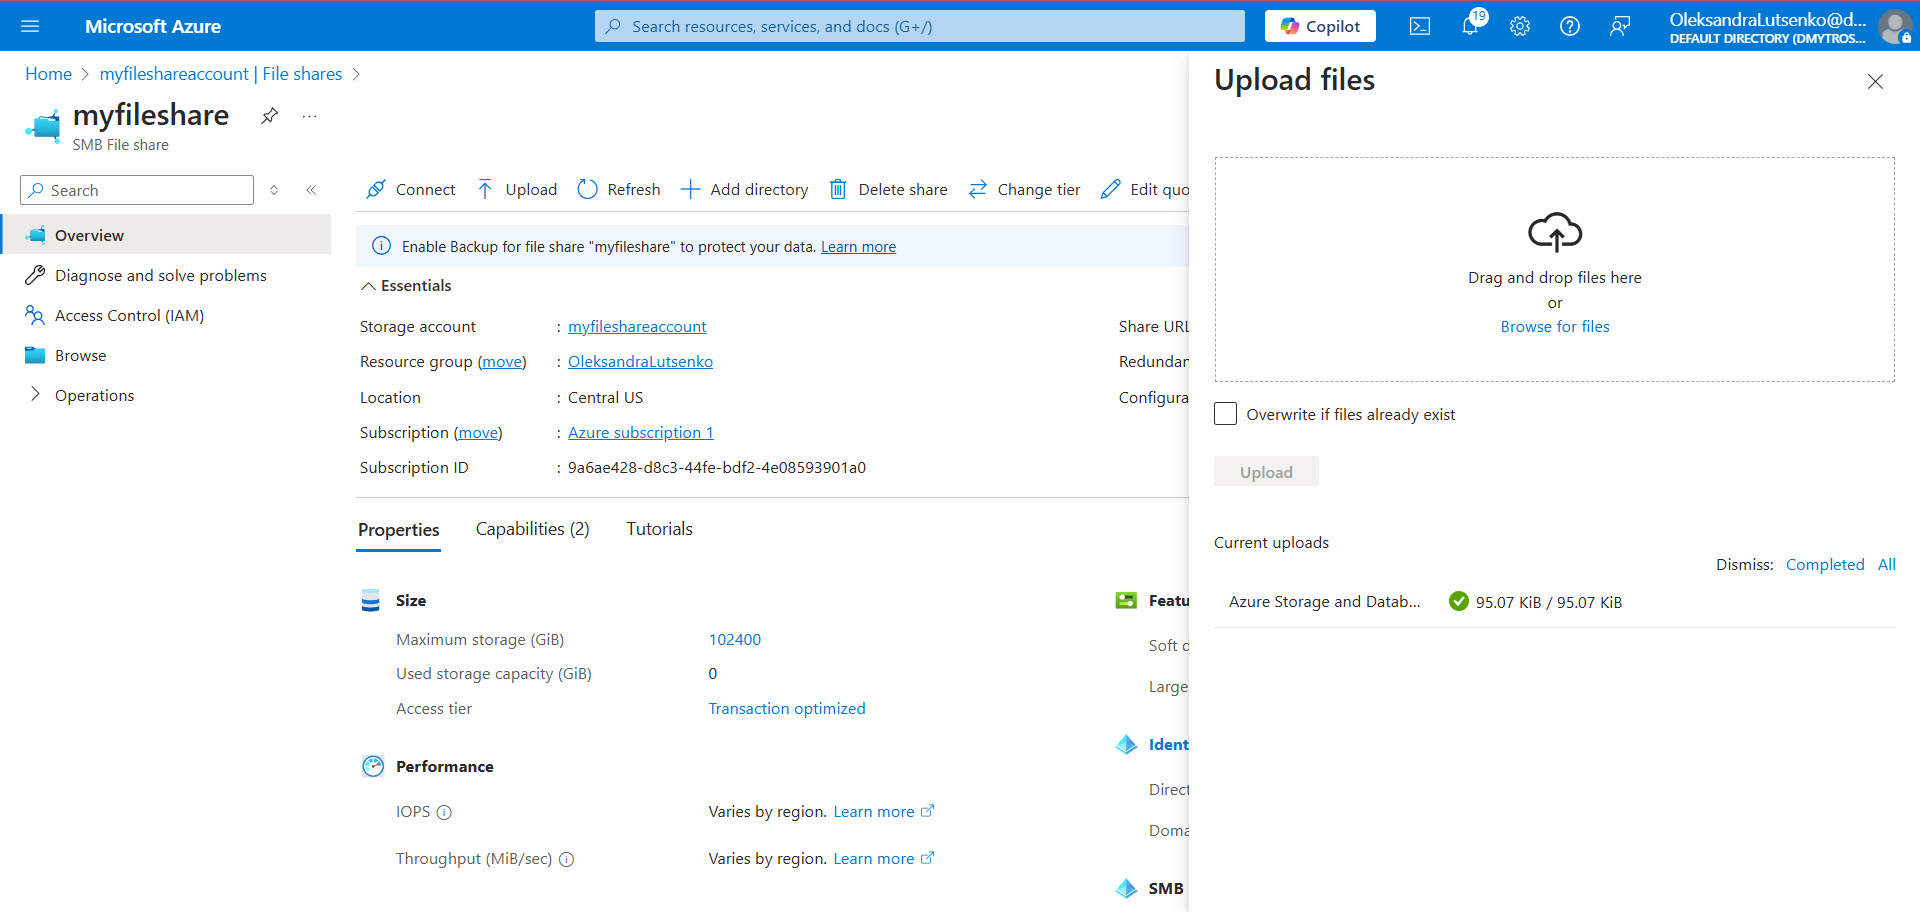 Microsoft Azure
Search resources, services, and docs (G+/)
Copilot
19
OleksandraLutsenko@d...
DEFAULT DIRECTORY (DMYTROS...
Home
myfileshareaccount | File shares
myfileshare
...
SMB File share
Search
Overview
Diagnose and solve problems
Access Control (IAM)
Browse
Operations
Connect
Upload
Refresh
Add directory
Delete share
Change tier
Edit quo
Enable Backup for file share "myfileshare" to protect your data. Learn more
Essentials
Storage account : myfileshareaccount
Resource group (move) : OleksandraLutsenko
Location : Central US
Subscription (move) : Azure subscription 1
Subscription ID : 9a6ae428-d8c3-44fe-bdf2-4e08593901a0
Share URL
Redundan
Configura
Properties
Capabilities (2)
Tutorials
Size
Maximum storage (GiB) 102400
Used storage capacity (GiB) 0
Access tier Transaction optimized
Performance
IOPS Varies by region. Learn more
Throughput (MiB/sec) Varies by region. Learn more
Featu
Soft d
Large
Ident
Direct
Doma
SMB
Upload files
Drag and drop files here
or
Browse for files
Overwrite if files already exist
Upload
Current uploads
Dismiss: Completed All
Azure Storage and Datab... 95.07 KiB / 95.07 KiB